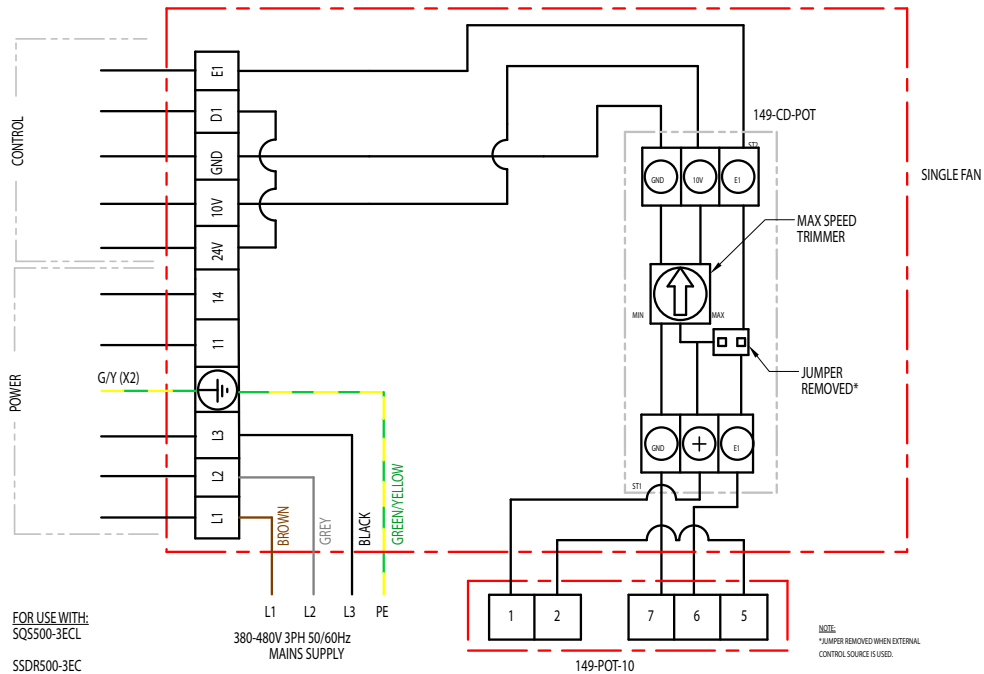 CONTROL
POWER
E1
D1
GND
10V
24V
14
11
L3
L2
L1
G/Y (X2)
BROWN
GREY
BLACK
GREEN/YELLOW
L1
L2
L3
PE
380-480V 3PH 50/60Hz
MAINS SUPPLY
FOR USE WITH:
SQS500-3ECL
SSDR500-3EC
149-CD-POT
ST2
GND
10V
E1
SINGLE FAN
MAX SPEED
TRIMMER
MIN
MAX
JUMPER
REMOVED*
GND
+
E1
ST1
1
2
7
6
5
149-POT-10
NOTE:
*JUMPER REMOVED WHEN EXTERNAL
CONTROL SOURCE IS USED.